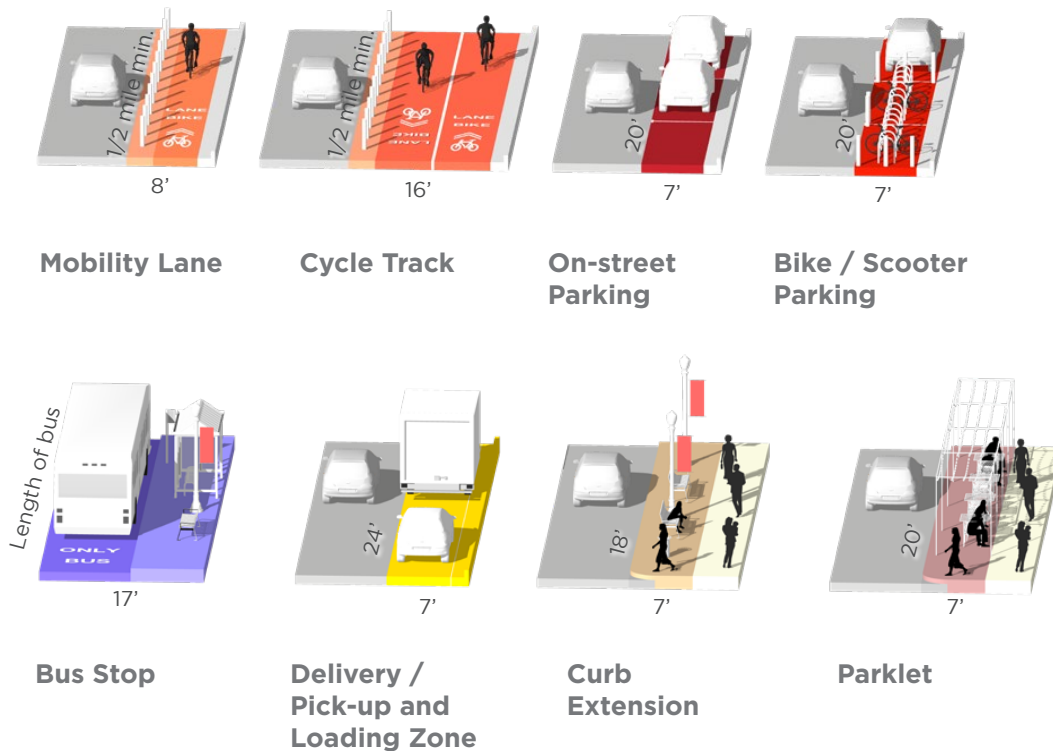 1/2 mile min.
LANE
BIKE
8'
Mobility Lane
1/2 mile min.
LANE
BIKE
LANE
BIKE
16'
Cycle Track
20'
7'
On-street
Parking
20'
7'
Bike / Scooter
Parking
Length of bus
ONLY
BUS
17'
Bus Stop
24'
7'
Delivery /
Pick-up and
Loading Zone
18'
7'
Curb
Extension
20'
7'
Parklet